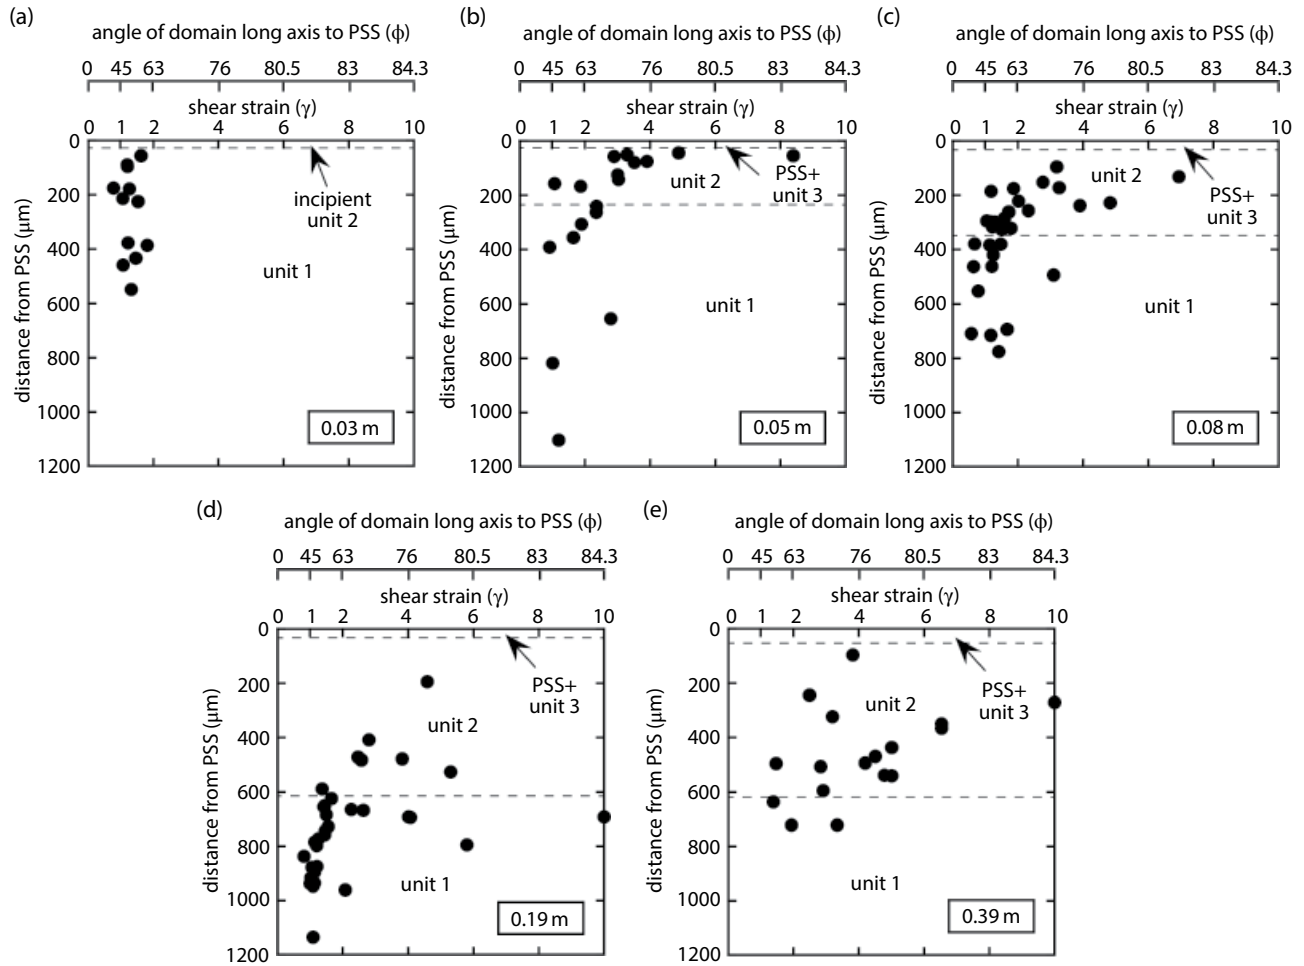 (a)
angle of domain long axis to PSS (ϕ)
0 45 63 76 80.5 83 84.3
shear strain (γ)
0 1 2 4 6 8 10
distance from PSS (µm)
0
200
400
600
800
1000
1200
incipient
unit 2
unit 1
0.03 m
(b)
angle of domain long axis to PSS (ϕ)
0 45 63 76 80.5 83 84.3
shear strain (γ)
0 1 2 4 6 8 10
distance from PSS (µm)
0
200
400
600
800
1000
1200
unit 2
PSS+
unit 3
unit 1
0.05 m
(c)
angle of domain long axis to PSS (ϕ)
0 45 63 76 80.5 83 84.3
shear strain (γ)
0 1 2 4 6 8 10
distance from PSS (µm)
0
200
400
600
800
1000
1200
unit 2
PSS+
unit 3
unit 1
0.08 m
(d)
angle of domain long axis to PSS (ϕ)
0 45 63 76 80.5 83 84.3
shear strain (γ)
0 1 2 4 6 8 10
distance from PSS (µm)
0
200
400
600
800
1000
1200
PSS+
unit 3
unit 2
unit 1
0.19 m
(e)
angle of domain long axis to PSS (ϕ)
0 45 63 76 80.5 83 84.3
shear strain (γ)
0 1 2 4 6 8 10
distance from PSS (µm)
0
200
400
600
800
1000
1200
PSS+
unit 3
unit 2
unit 1
0.39 m